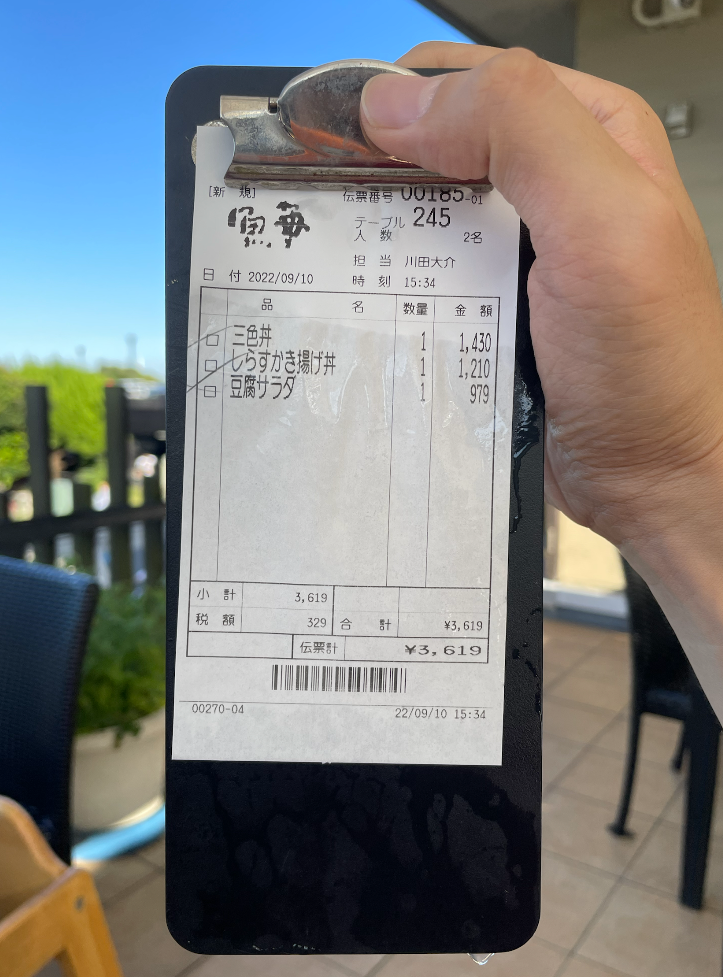 [新 規] 伝票番号 00185-01
魚華 テーブル 245
人 数 2名
担 当 川田大介
日 付 2022/09/10 時 刻 15:34
品 名 数量 金 額
三色丼 1 1,430
しらすかき揚げ丼 1 1,210
豆腐サラダ 1 979
小 計 3,619
税 額 329 合 計 ¥3,619
伝票計 ¥3,619
00270-04 22/09/10 15:34